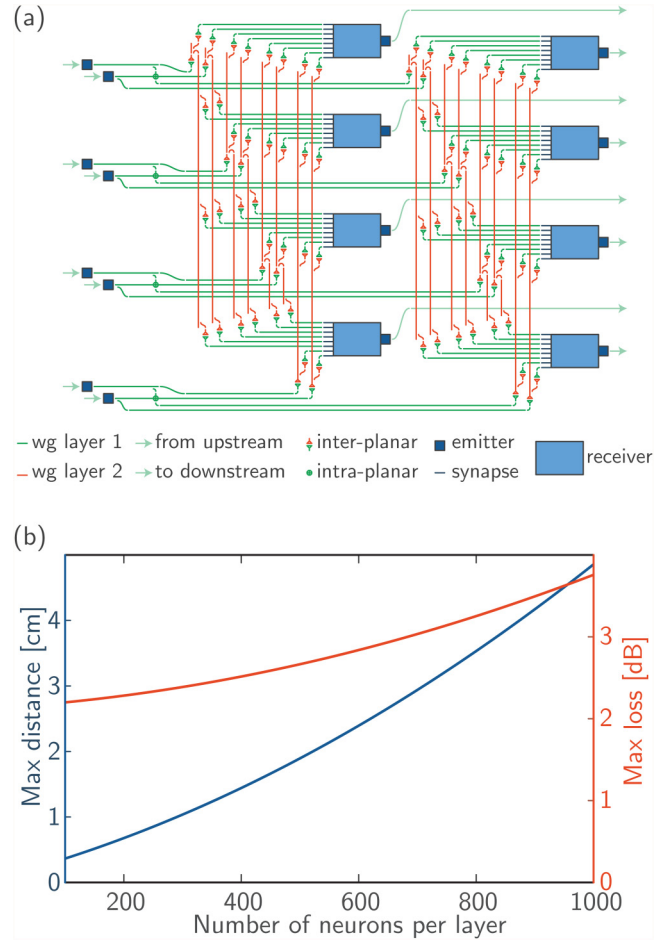 (a)
wg layer 1 from upstream inter-planar emitter
wg layer 2 to downstream intra-planar synapse receiver
(b)
Max distance [cm]
4
3
2
1
0
Max loss [dB]
3
2
1
0
200 400 600 800 1000
Number of neurons per layer